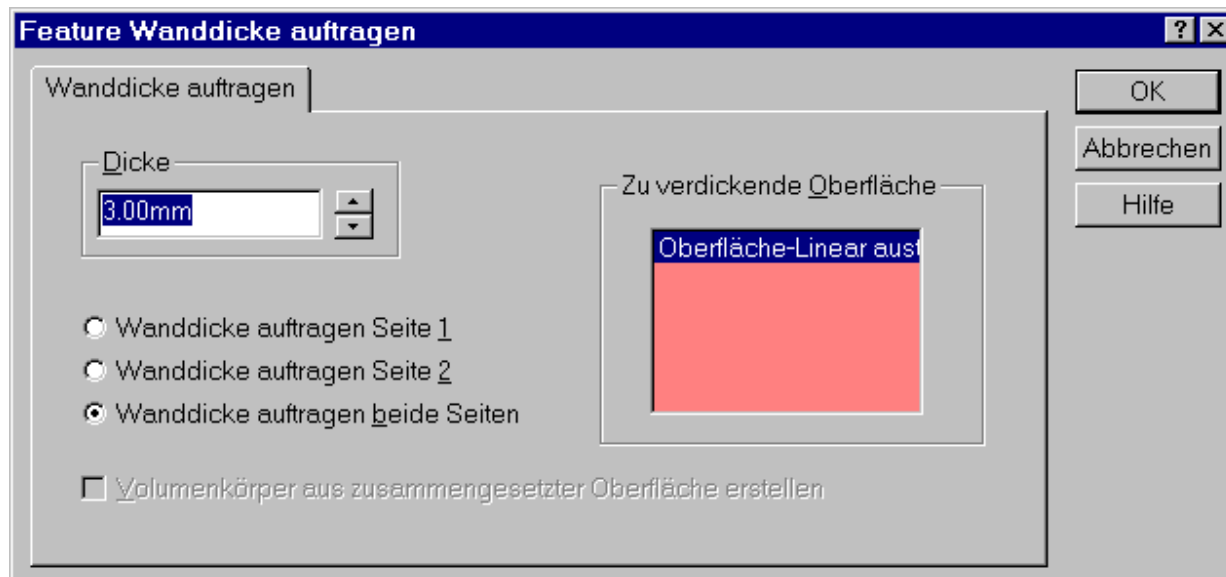 Feature Wanddicke auftragen
Wanddicke auftragen
Dicke
3.00mm
Wanddicke auftragen Seite 1
Wanddicke auftragen Seite 2
Wanddicke auftragen beide Seiten
Volumenkörper aus zusammengesetzter Oberfläche erstellen
Zu verdickende Oberfläche
Oberfläche-Linear aust
OK
Abbrechen
Hilfe